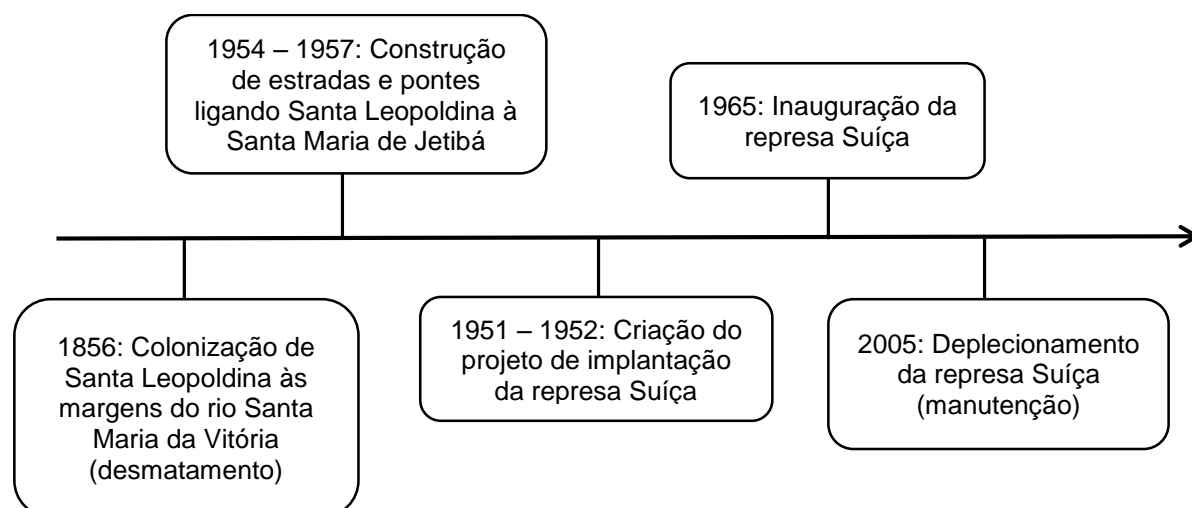 1954 – 1957: Construção
de estradas e pontes
ligando Santa Leopoldina à
Santa Maria de Jetibá
1965: Inauguração da
represa Suíça
1856: Colonização de
Santa Leopoldina às
margens do rio Santa
Maria da Vitória
(desmatamento)
1951 – 1952: Criação do
projeto de implantação
da represa Suíça
2005: Deplecionamento
da represa Suíça
(manutenção)